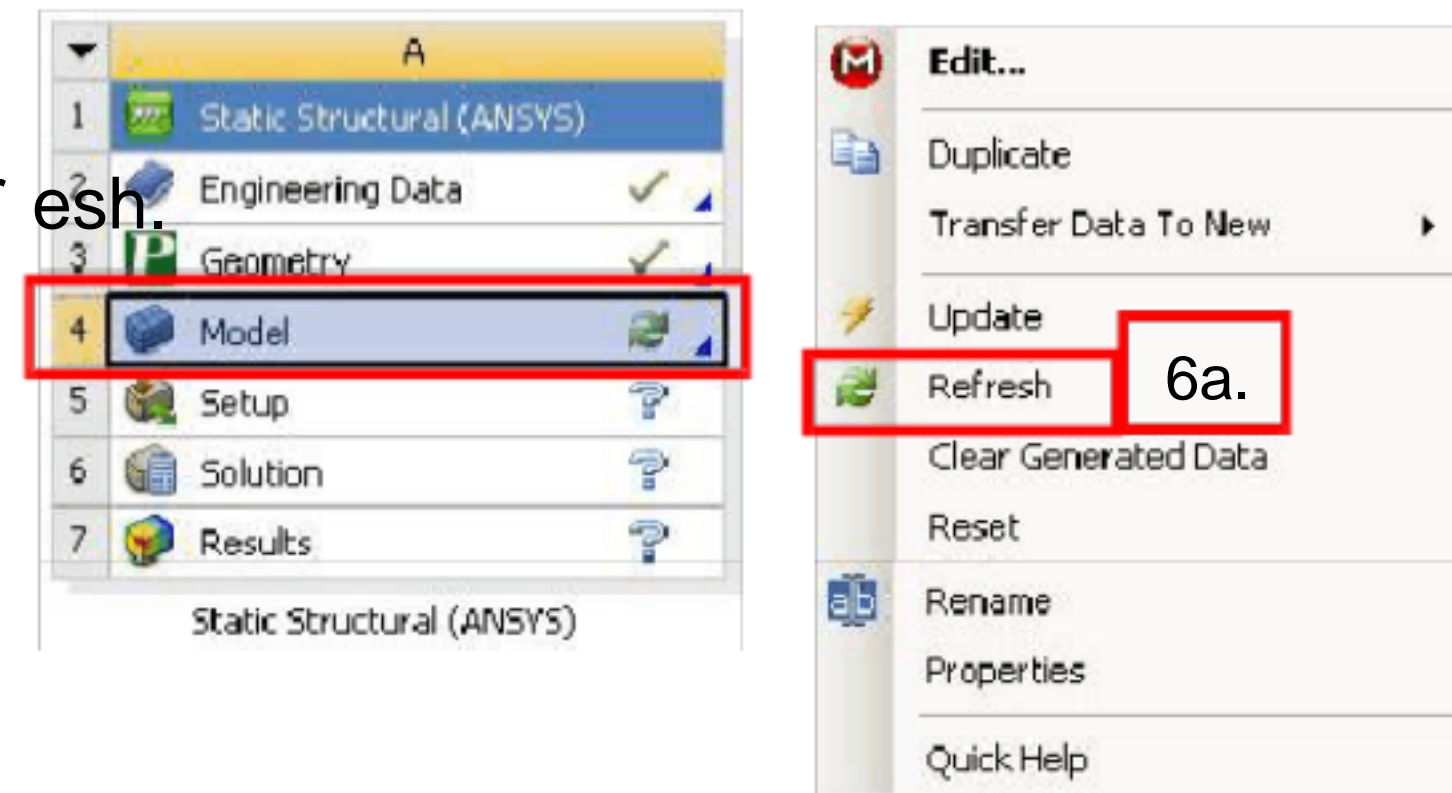 A
1 Static Structural (ANSYS)
2 Engineering Data
esh.
3 Geometry
4 Model
5 Setup
6 Solution
7 Results
Static Structural (ANSYS)
Edit...
Duplicate
Transfer Data To New
Update
Refresh
6a.
Clear Generated Data
Reset
Rename
Properties
Quick Help